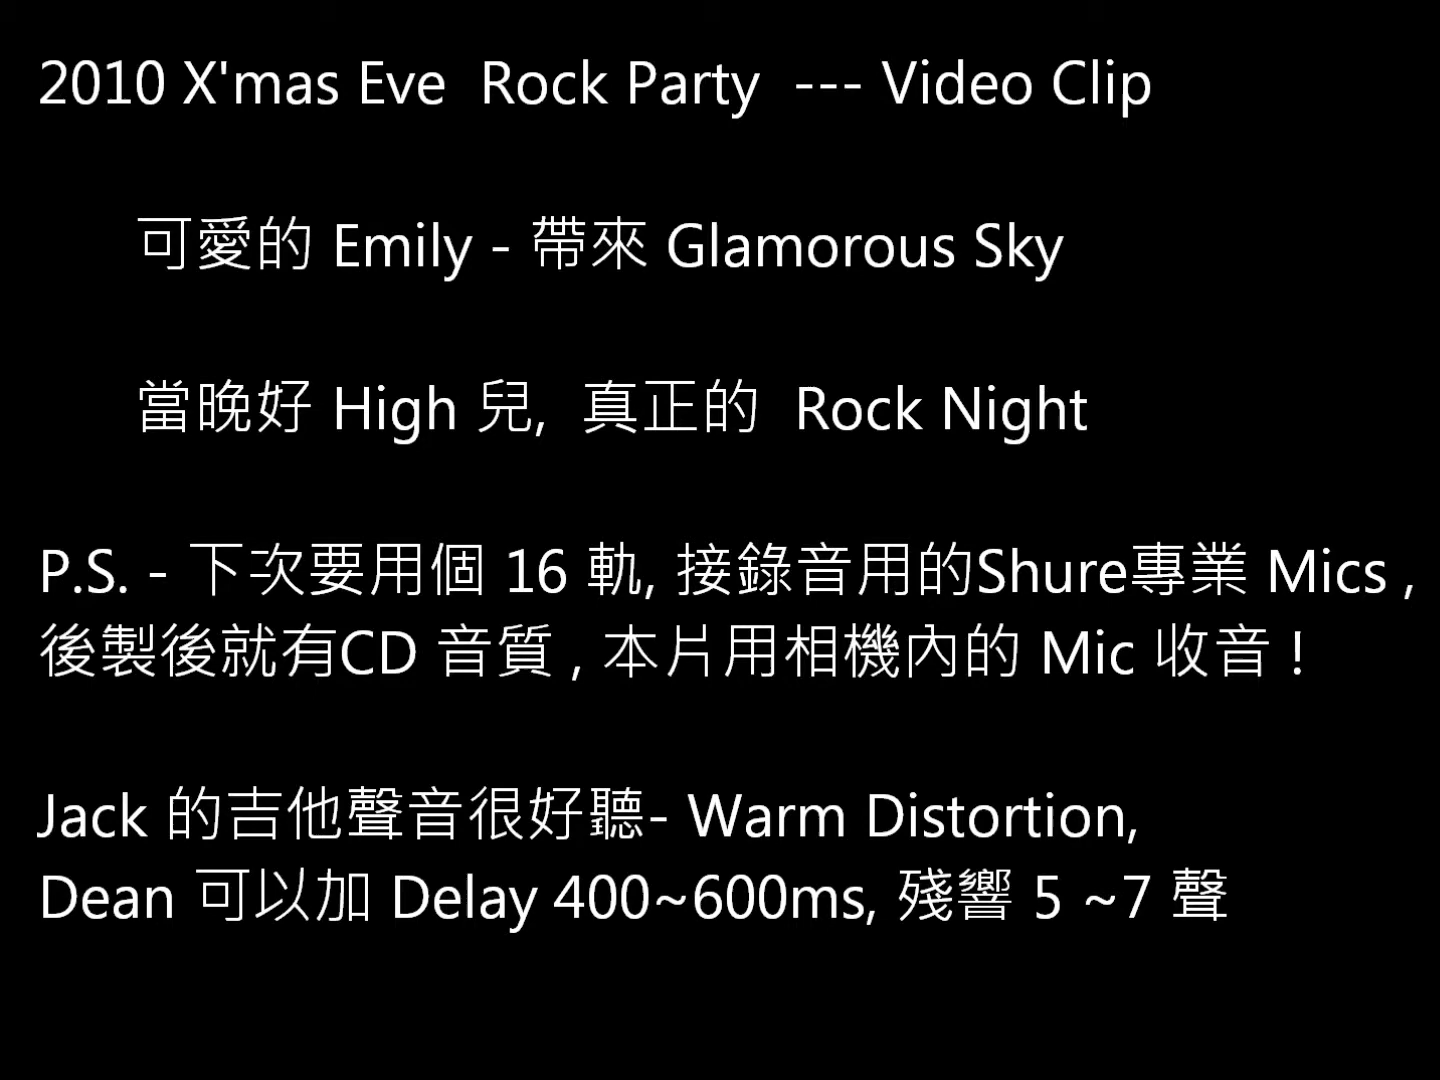 2010 X'mas Eve  Rock Party  --- Video Clip
可愛的 Emily - 帶來 Glamorous Sky
當晚好 High 兒,  真正的  Rock Night
P.S. - 下次要用個 16 軌, 接錄音用的Shure專業 Mics ,
後製後就有CD 音質 , 本片用相機內的 Mic 收音 !
Jack 的吉他聲音很好聽- Warm Distortion,
Dean 可以加 Delay 400~600ms, 殘響 5 ~7 聲